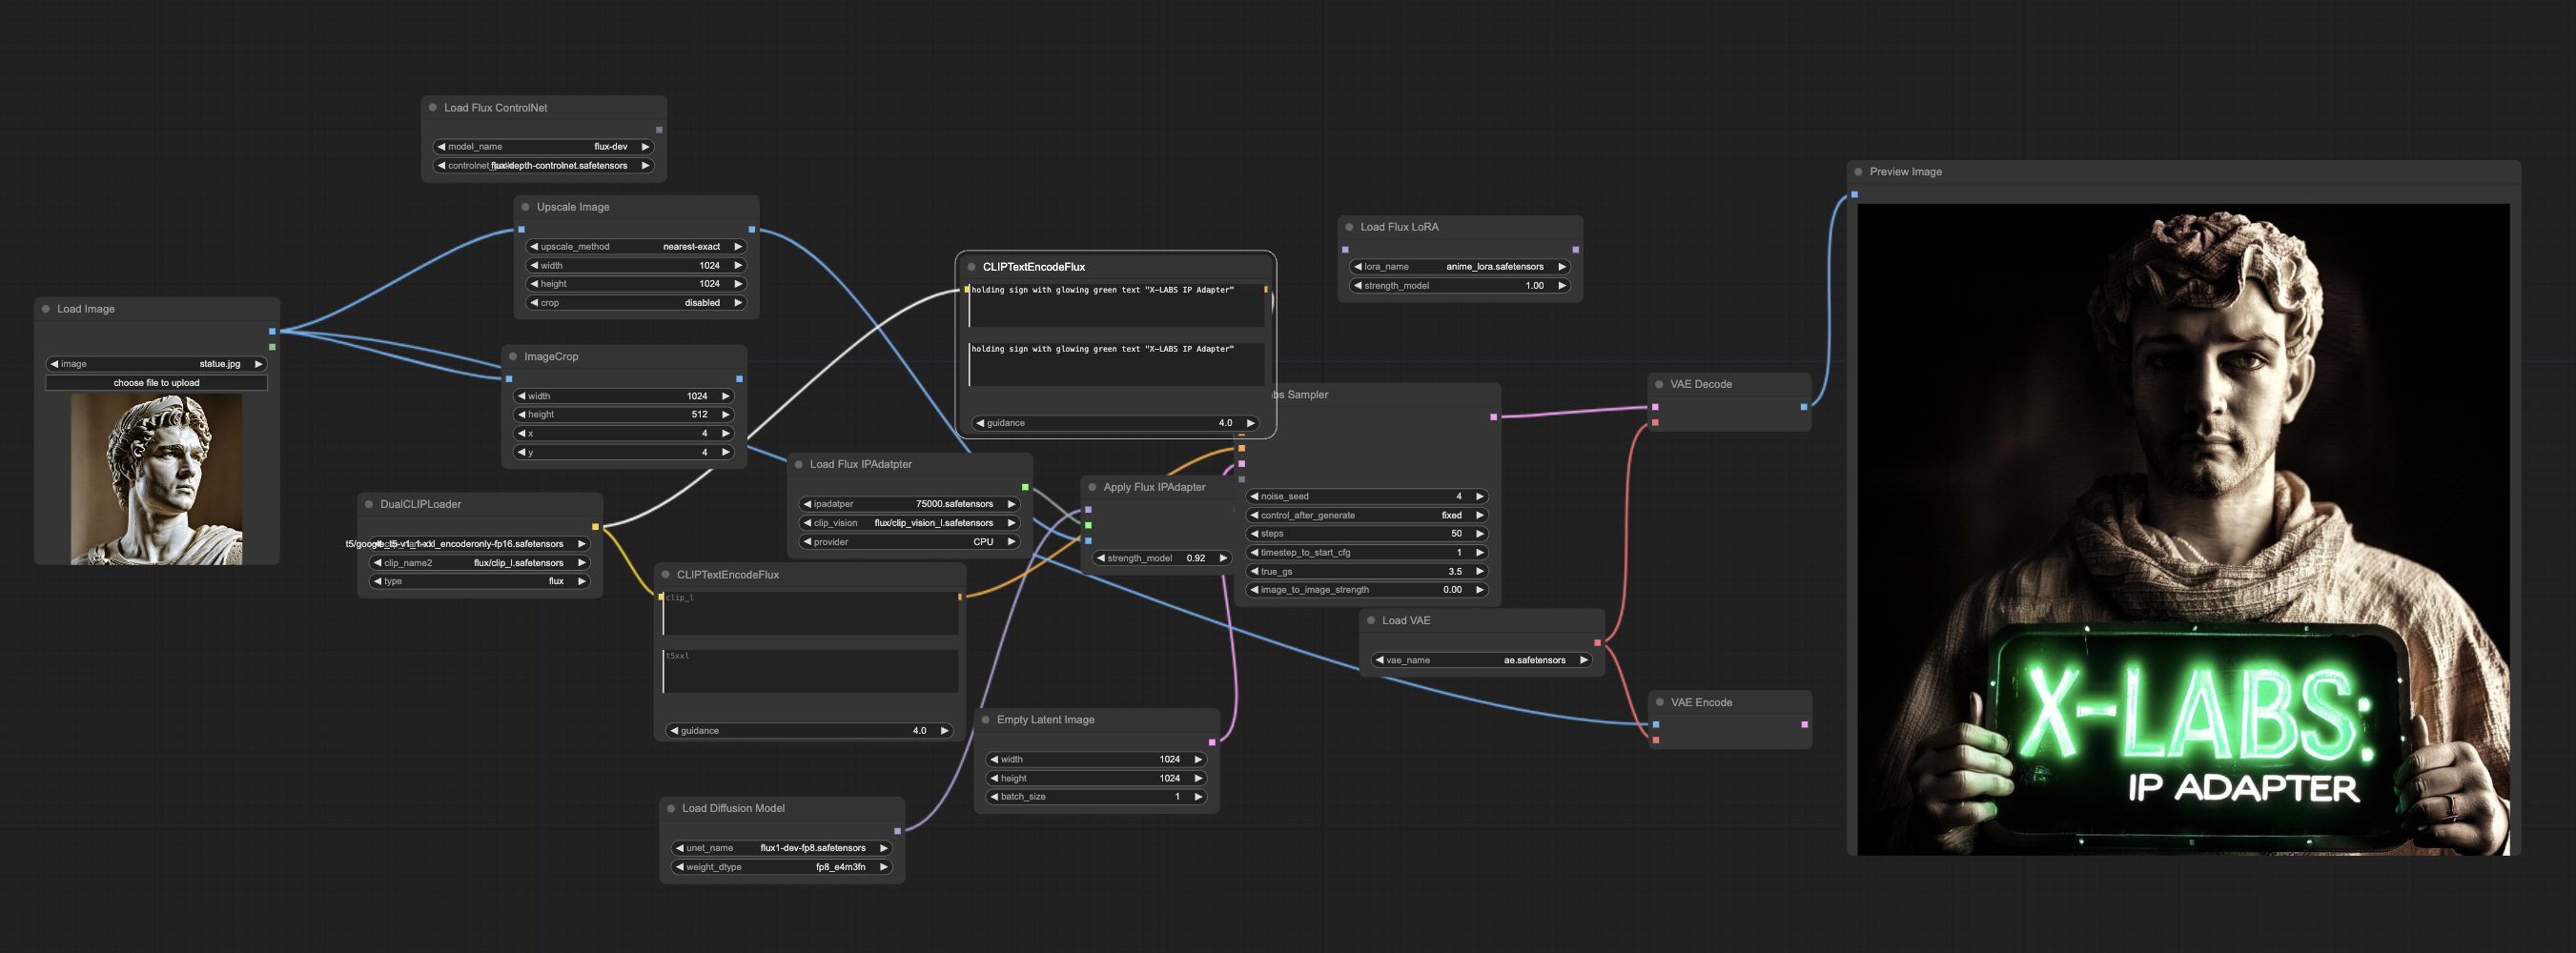 Load Flux ControlNet
model_name flux-dev
flux-depth-controlnet.safetensors
Upscale Image
upscale_method nearest-exact
width 1024
height 1024
crop disabled
Load Image
image statue.jpg
choose file to upload
ImageCrop
width 1024
height 512
x 4
y 4
DualCLIPLoader
t5/google_t5-v1_1-xxl_encoderonly-fp16.safetensors
clip_name2 flux/clip_l.safetensors
type flux
CLIPTextEncodeFlux
holding sign with glowing green text "X-LABS IP Adapter"
holding sign with glowing green text "X-LABS IP Adapter"
guidance 4.0
Load Flux IPAdatpter
ipadatper 75000.safetensors
clip_vision flux/clip_vision_l.safetensors
provider CPU
CLIPTextEncodeFlux
clip_l
t5xxl
guidance 4.0
Load Diffusion Model
unet_name flux1-dev-fp8.safetensors
weight_dtype fp8_e4m3fn
Apply Flux IPAdapter
strength_model 0.92
Empty Latent Image
width 1024
height 1024
batch_size 1
Load Flux LoRA
lora_name anime_lora.safetensors
strength_model 1.00
bs Sampler
noise_seed 4
control_after_generate fixed
steps 50
timestep_to_start_cfg 1
true_gs 3.5
image_to_image_strength 0.00
Load VAE
vae_name ae.safetensors
VAE Decode
VAE Encode
Preview Image
X-LABS:
IP ADAPTER